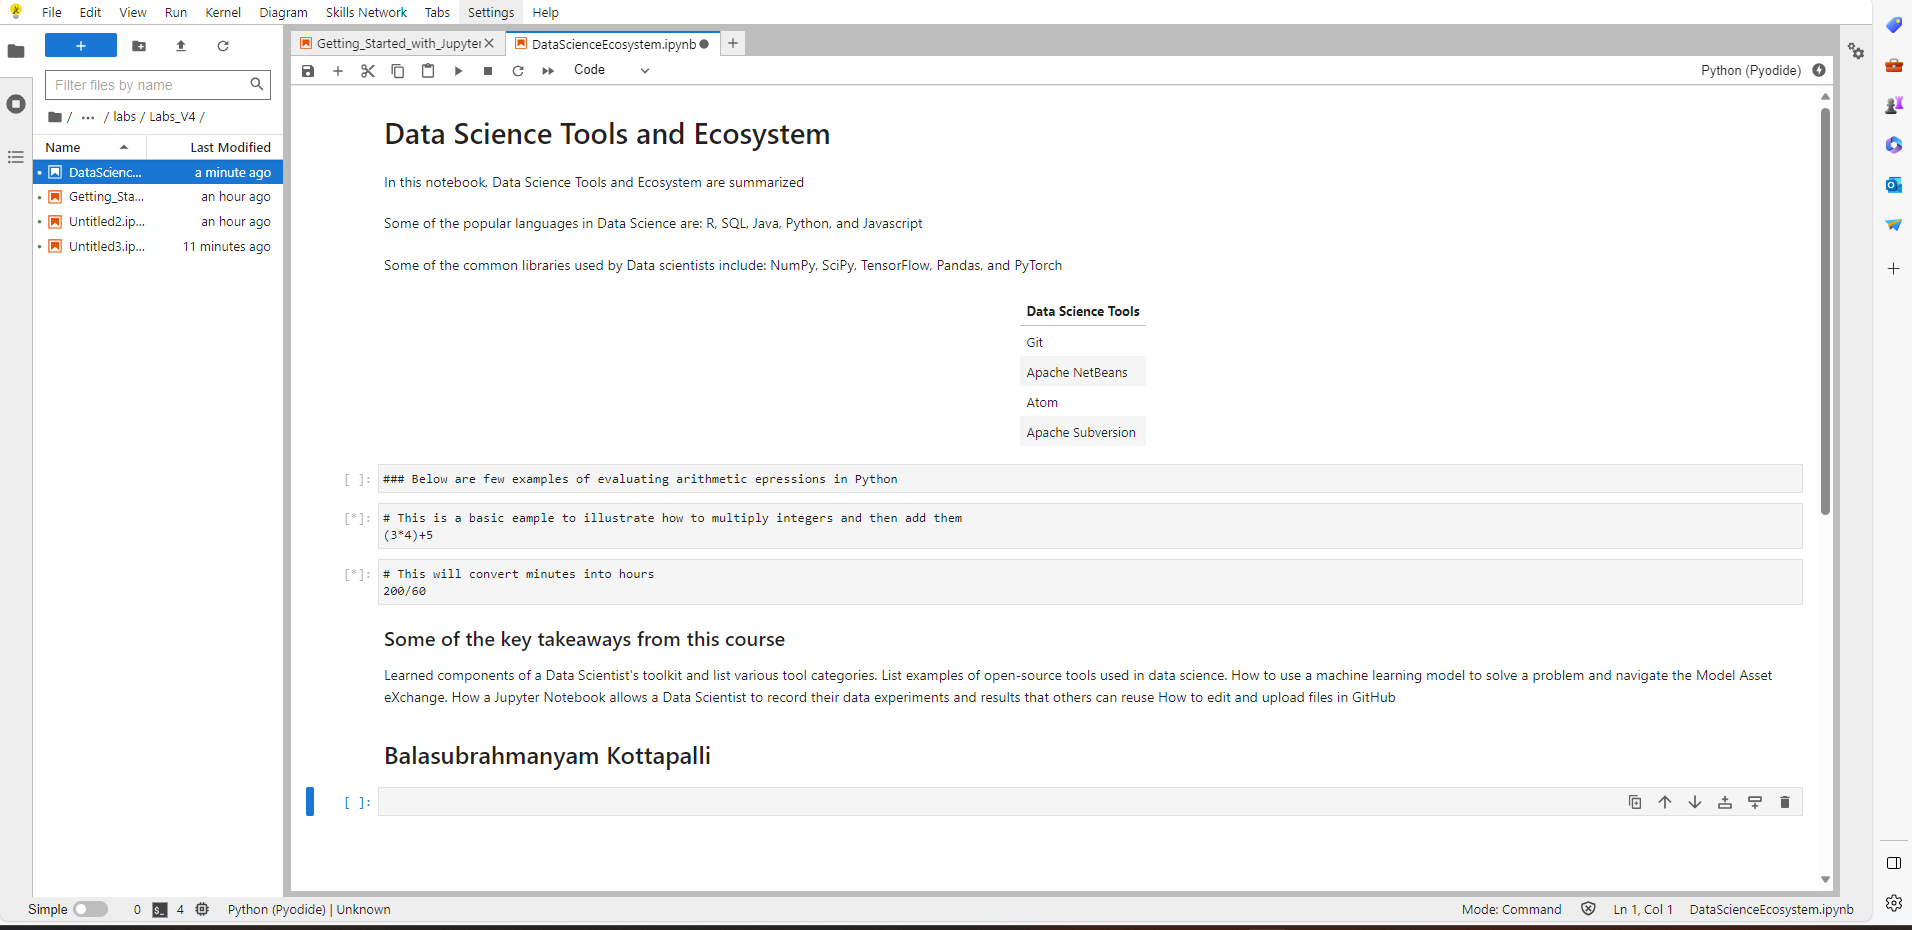 File Edit View Run Kernel Diagram Skills Network Tabs Settings Help
Getting_Started_with_Jupyter
DataScienceEcosystem.ipynb
Code
Python (Pyodide)
Filter files by name
/ ... / labs / Labs_V4 /
Name Last Modified
DataScienc... a minute ago
Getting_Sta... an hour ago
Untitled2.ip... an hour ago
Untitled3.ip... 11 minutes ago
Data Science Tools and Ecosystem
In this notebook, Data Science Tools and Ecosystem are summarized
Some of the popular languages in Data Science are: R, SQL, Java, Python, and Javascript
Some of the common libraries used by Data scientists include: NumPy, SciPy, TensorFlow, Pandas, and PyTorch
Data Science Tools
Git
Apache NetBeans
Atom
Apache Subversion
[ ]: ### Below are few examples of evaluating arithmetic epressions in Python
[*]: # This is a basic eample to illustrate how to multiply integers and then add them
(3*4)+5
[*]: # This will convert minutes into hours
200/60
Some of the key takeaways from this course
Learned components of a Data Scientist's toolkit and list various tool categories. List examples of open-source tools used in data science. How to use a machine learning model to solve a problem and navigate the Model Asset
eXchange. How a Jupyter Notebook allows a Data Scientist to record their data experiments and results that others can reuse How to edit and upload files in GitHub
Balasubrahmanyam Kottapalli
[ ]:
Simple 0 $_ 4 Python (Pyodide) | Unknown Mode: Command Ln 1, Col 1 DataScienceEcosystem.ipynb